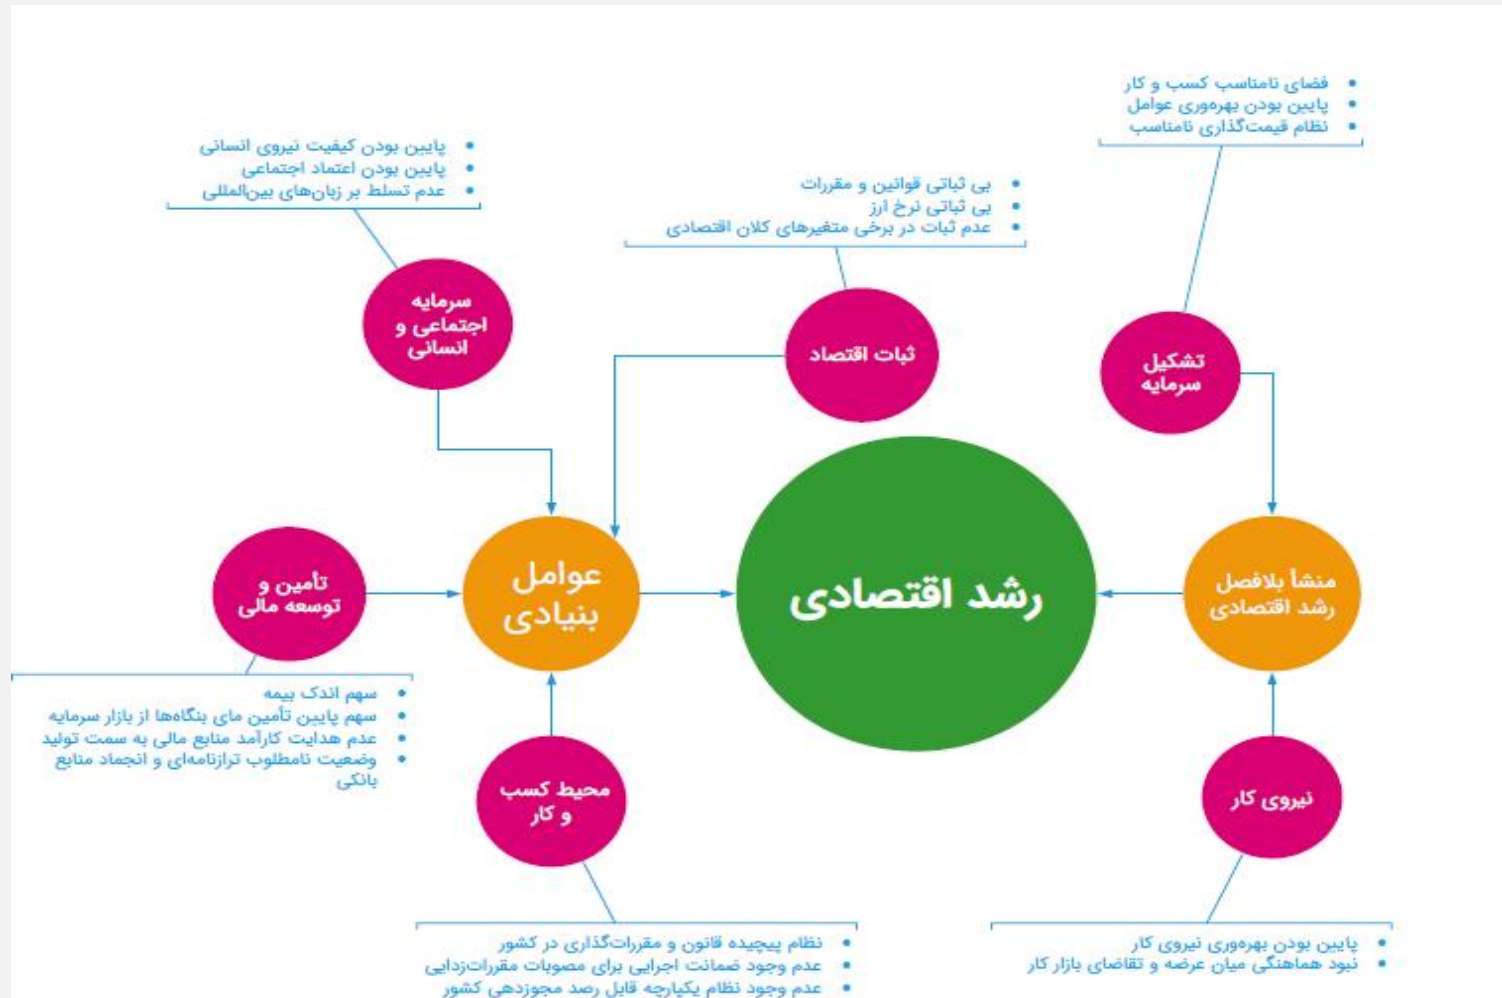 فضای نامناسب کسب و کار
پایین بودن بهره‌وری عوامل
نظام قیمت‌گذاری نامناسب
پایین بودن کیفیت نیروی انسانی
پایین بودن اعتماد اجتماعی
عدم تسلط بر زبان‌های بین‌المللی
بی ثباتی قوانین و مقررات
بی ثباتی نرخ ارز
عدم ثبات در برخی متغیرهای کلان اقتصادی
سرمایه
اجتماعی و
انسانی
ثبات اقتصاد
تشکیل
سرمایه
منشأ بلافصل
رشد اقتصادی
رشد اقتصادی
عوامل
بنیادی
تأمین و
توسعه مالی
سهم اندک بیمه
سهم پایین تأمین مای بنگاه‌ها از بازار سرمایه
عدم هدایت کارآمد منابع مالی به سمت تولید
وضعیت نامطلوب ترازنامه‌ای و انجماد منابع
بانکی
محیط کسب
و کار
نیروی کار
نظام پیچیده قانون و مقررات‌گذاری در کشور
عدم وجود ضمانت اجرایی برای مصوبات مقررات‌زدایی
عدم وجود نظام یکپارچه قابل رصد مجوزدهی کشور
پایین بودن بهره‌وری نیروی کار
نبود هماهنگی میان عرضه و تقاضای بازار کار